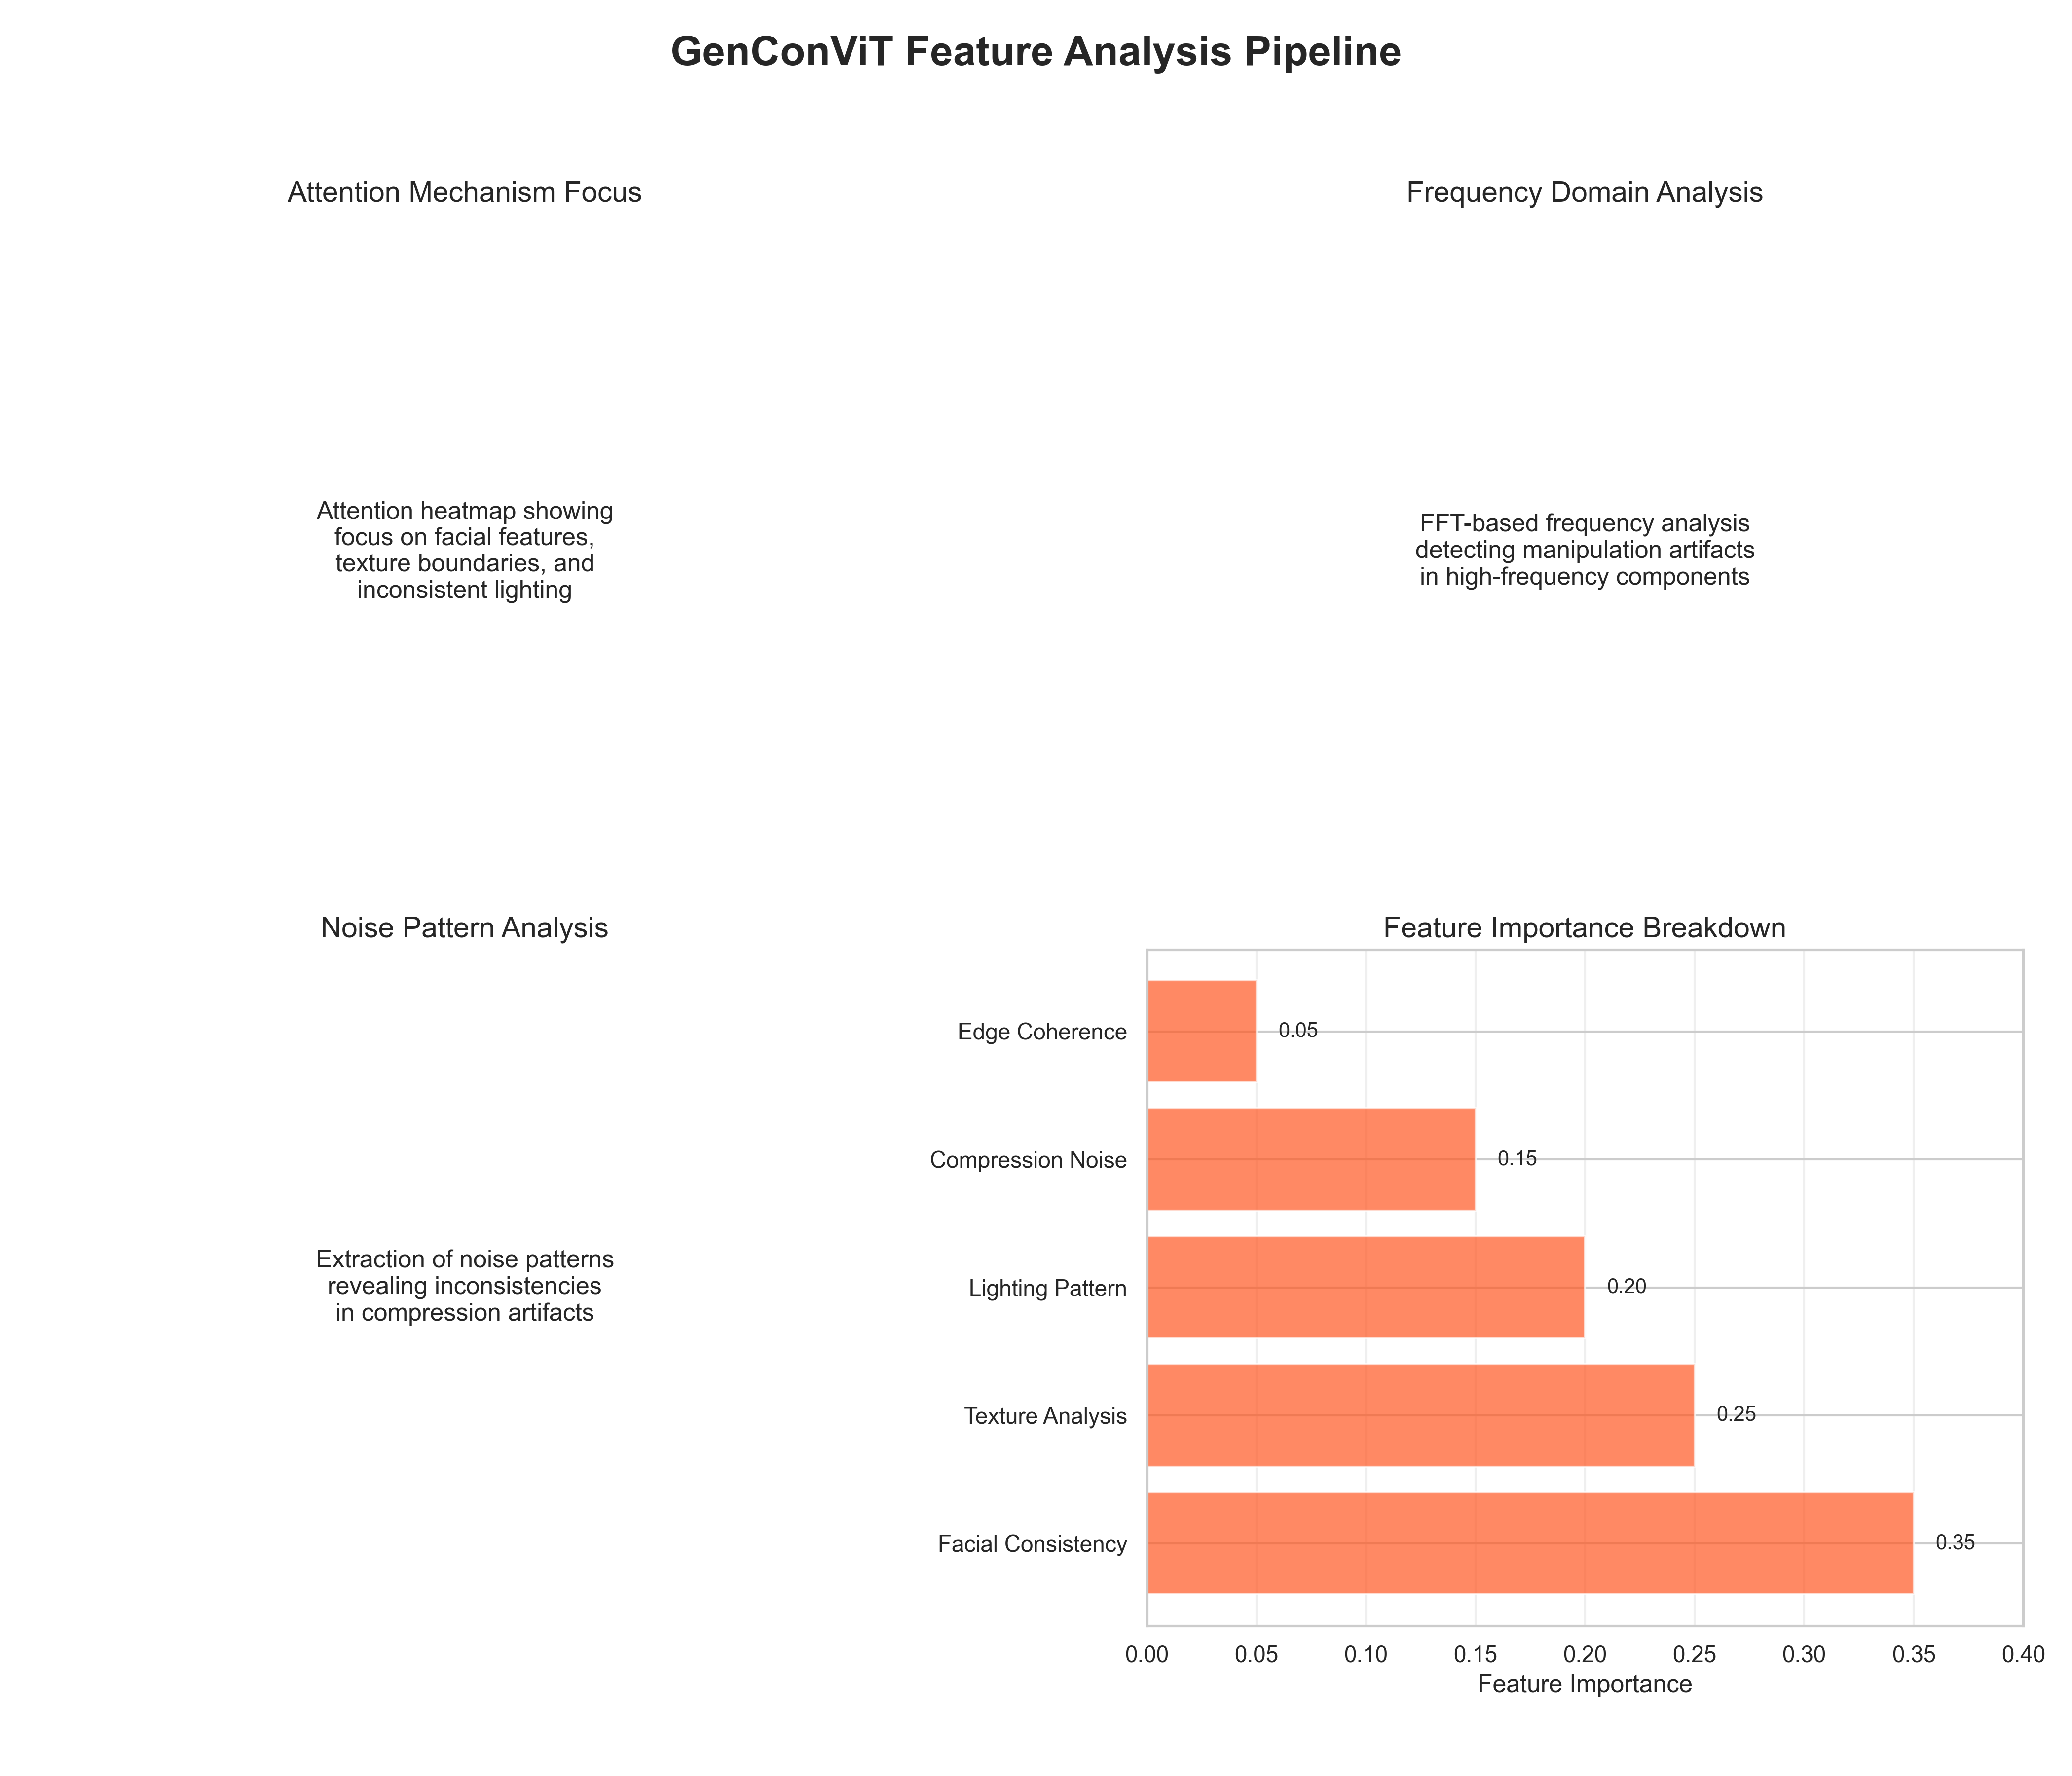 GenConViT Feature Analysis Pipeline
Attention Mechanism Focus
Attention heatmap showing
focus on facial features,
texture boundaries, and
inconsistent lighting
Frequency Domain Analysis
FFT-based frequency analysis
detecting manipulation artifacts
in high-frequency components
Noise Pattern Analysis
Extraction of noise patterns
revealing inconsistencies
in compression artifacts
Feature Importance Breakdown
Edge Coherence 0.05
Compression Noise 0.15
Lighting Pattern 0.20
Texture Analysis 0.25
Facial Consistency 0.35
0.00 0.05 0.10 0.15 0.20 0.25 0.30 0.35 0.40
Feature Importance